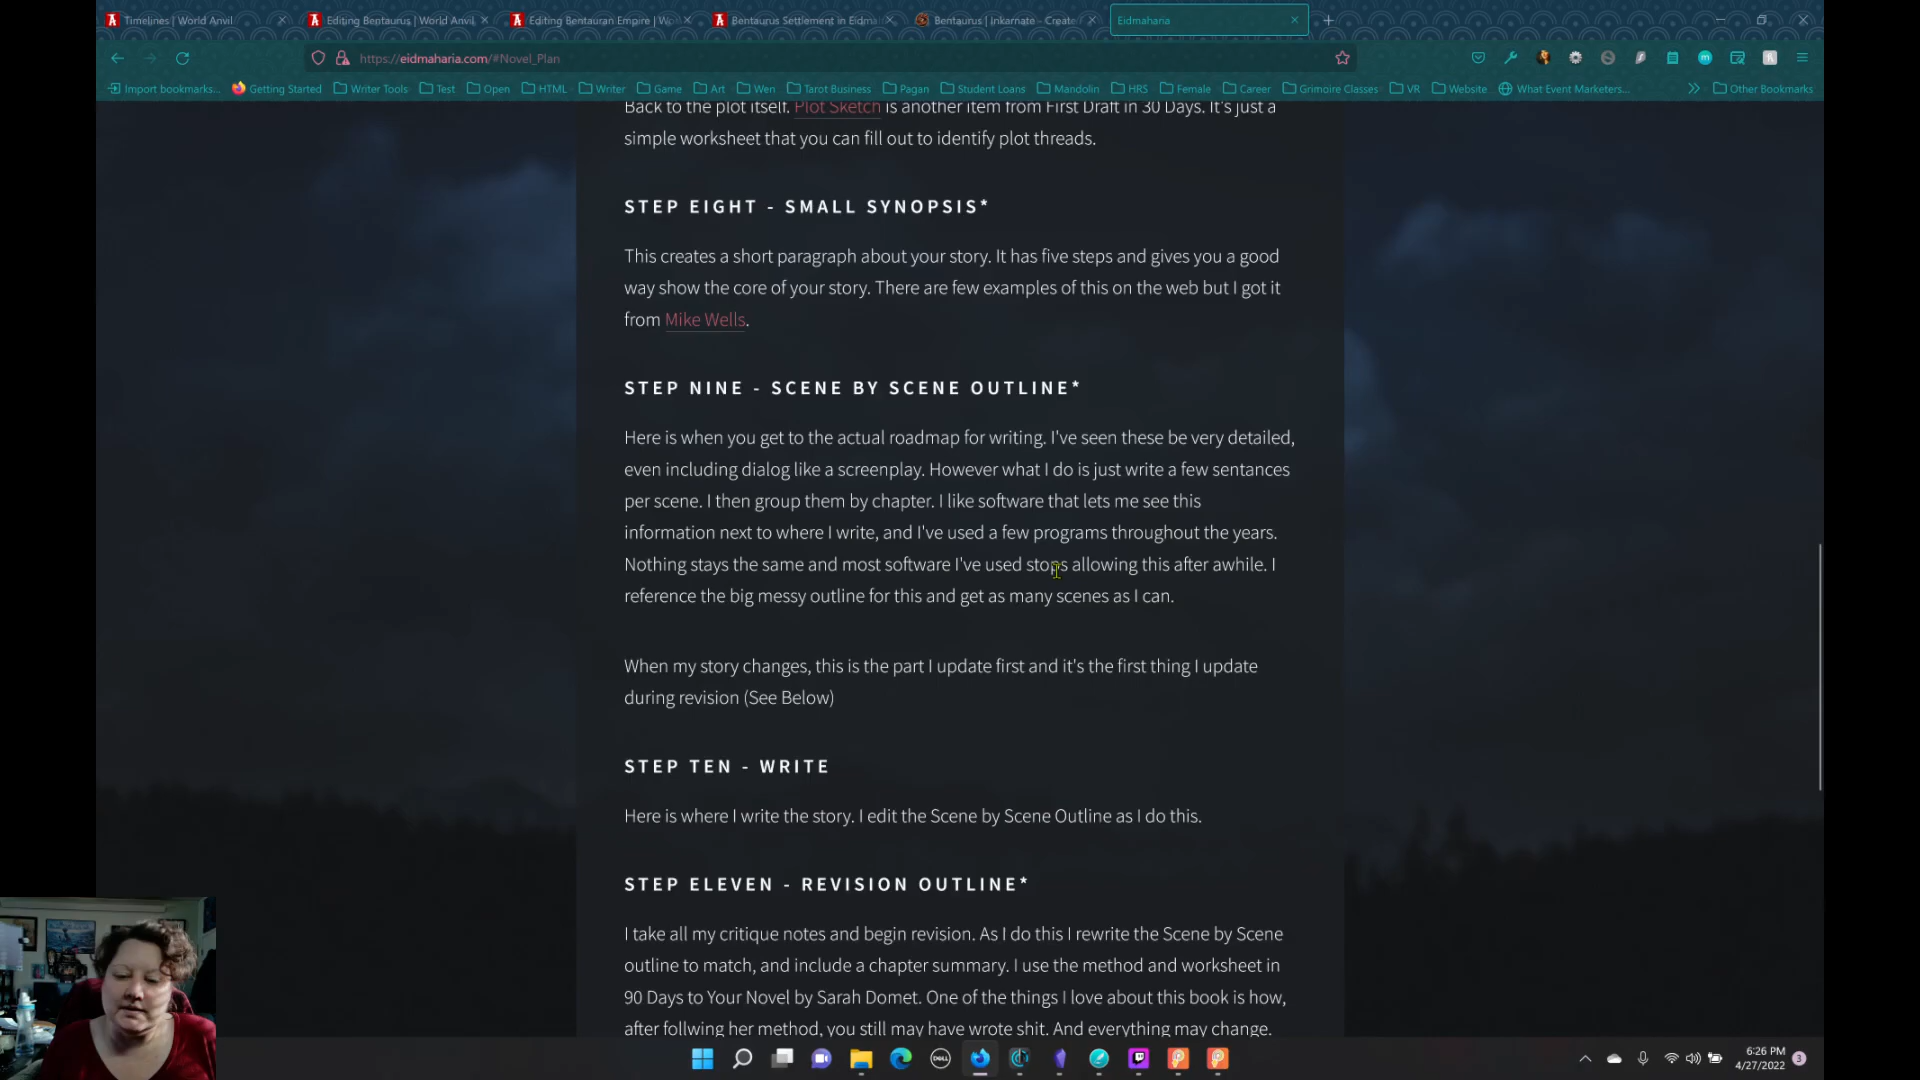 Timelines | World Anvil
Editing Bentaurus | World Anvil
Editing Bentauran Empire | Wo
Bentaurus Settlement in Eidma
Bentaurus | Inkarnate - Create
Eidmaharia
https://eidmaharia.com/#Novel_Plan
Import bookmarks...
Getting Started
Writer Tools
Test
Open
HTML
Writer
Game
Art
Wen
Tarot Business
Pagan
Student Loans
Mandolin
HRS
Female
Career
Grimoire Classes
VR
Website
What Event Marketers...
Other Bookmarks
Back to the plot itself. Plot Sketch is another item from First Draft in 30 Days. It's just a
simple worksheet that you can fill out to identify plot threads.
STEP EIGHT - SMALL SYNOPSIS*
This creates a short paragraph about your story. It has five steps and gives you a good
way show the core of your story. There are few examples of this on the web but I got it
from Mike Wells.
STEP NINE - SCENE BY SCENE OUTLINE*
Here is when you get to the actual roadmap for writing. I've seen these be very detailed,
even including dialog like a screenplay. However what I do is just write a few sentances
per scene. I then group them by chapter. I like software that lets me see this
information next to where I write, and I've used a few programs throughout the years.
Nothing stays the same and most software I've used stops allowing this after awhile. I
reference the big messy outline for this and get as many scenes as I can.
When my story changes, this is the part I update first and it's the first thing I update
during revision (See Below)
STEP TEN - WRITE
Here is where I write the story. I edit the Scene by Scene Outline as I do this.
STEP ELEVEN - REVISION OUTLINE*
I take all my critique notes and begin revision. As I do this I rewrite the Scene by Scene
outline to match, and include a chapter summary. I use the method and worksheet in
90 Days to Your Novel by Sarah Domet. One of the things I love about this book is how,
after follwing her method, you still may have wrote shit. And everything may change.
DELL
6:26 PM
4/27/2022
3